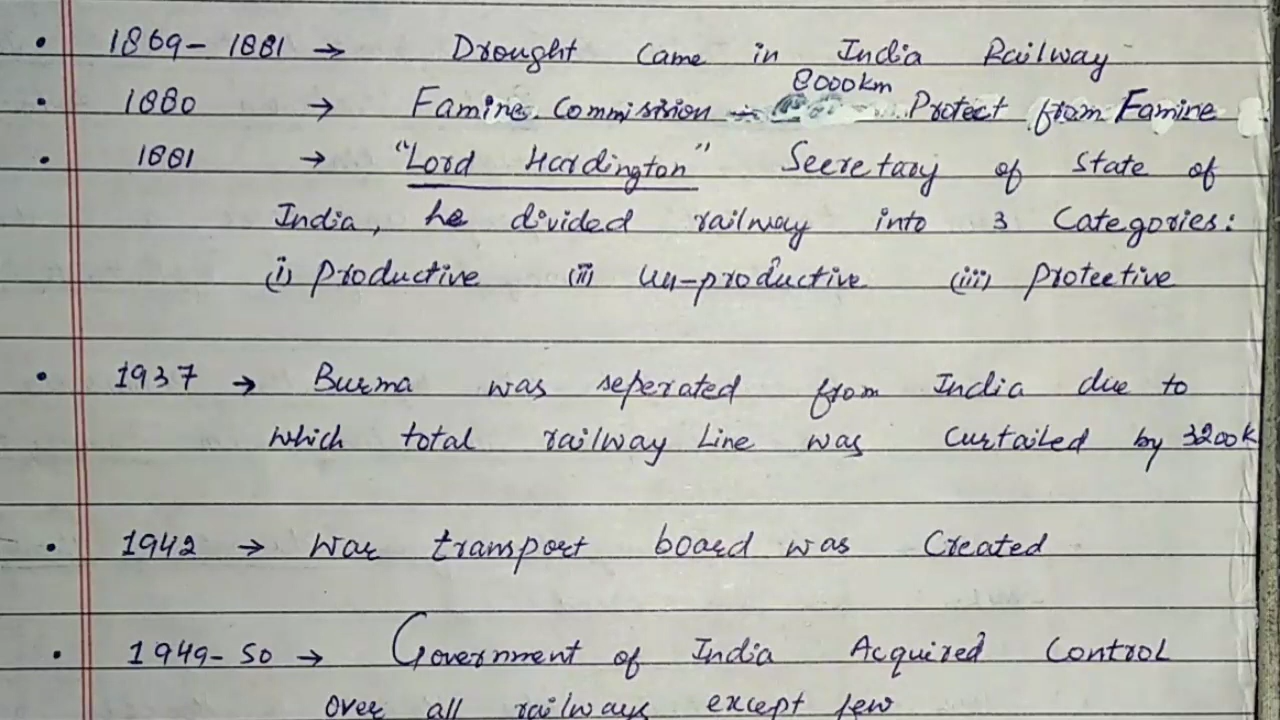 • 1869-1881 → Drought Came in India Railway
8000km
• 1880 → Famine Commission → Protect from Famine
• 1881 → "Lord Hardington" Secretary of State of
India, he divided railway into 3 Categories:
(i) Productive (ii) Un-productive (iii) Protective
• 1937 → Burma was seperated from India due to
which total railway Line was Curtailed by 3200k
• 1942 → War transport board was Created
• 1949-50 → Government of India Acquired Control
over all railways except few